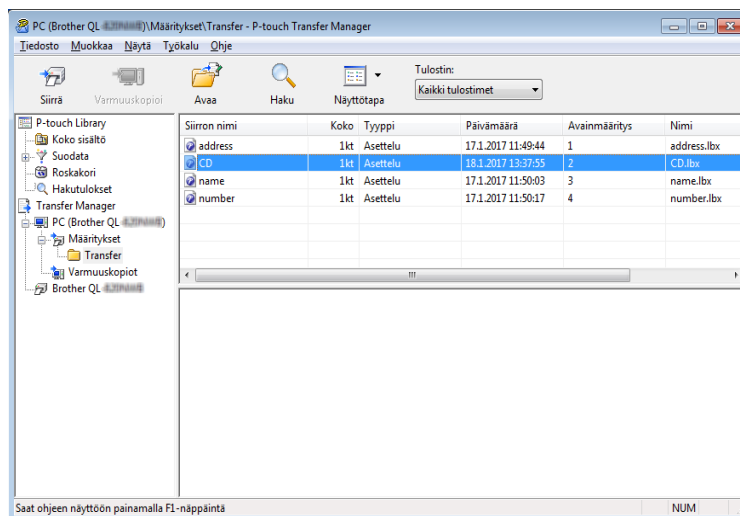 PC (Brother QL )\Määritykset\Transfer - P-touch Transfer Manager
Tiedosto Muokkaa Näytä Työkalu Ohje
Siirrä Varmuuskopioi Avaa Haku Näyttötapa
Tulostin:
Kaikki tulostimet
P-touch Library
Koko sisältö
Suodata
Roskakori
Hakutulokset
Transfer Manager
PC (Brother QL )
Määritykset
Transfer
Varmuuskopiot
Brother QL
Siirron nimi Koko Tyyppi Päivämäärä Avainmääritys Nimi
address 1kt Asettelu 17.1.2017 11:49:44 1 address.lbx
CD 1kt Asettelu 18.1.2017 13:37:55 2 CD.lbx
name 1kt Asettelu 17.1.2017 11:50:03 3 name.lbx
number 1kt Asettelu 17.1.2017 11:50:17 4 number.lbx
Saat ohjeen näyttöön painamalla F1-näppäintä
NUM